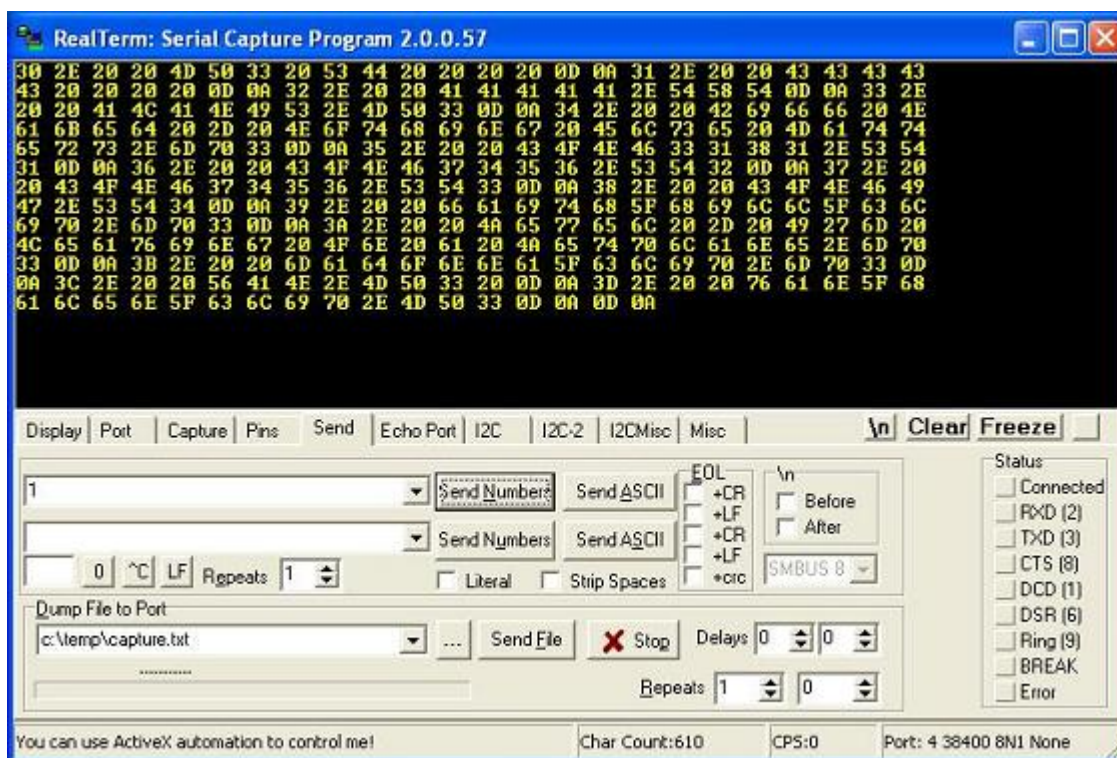 RealTerm: Serial Capture Program 2.0.0.57
30 2E 20 20 4D 50 33 20 53 44 20 20 20 20 0D 0A 31 2E 20 20 43 43 43 43
43 20 20 20 20 0D 0A 32 2E 20 20 41 41 41 41 41 2E 54 58 54 0D 0A 33 2E
20 20 41 4C 41 4E 49 53 2E 4D 50 33 0D 0A 34 2E 20 20 42 69 66 66 20 4E
61 6B 65 64 20 2D 20 4E 6F 74 68 69 6E 67 20 45 6C 73 65 20 4D 61 74 74
65 72 73 2E 6D 70 33 0D 0A 35 2E 20 20 43 4F 4E 46 33 31 38 31 2E 53 54
31 0D 0A 36 2E 20 20 43 4F 4E 46 37 34 35 36 2E 53 54 32 0D 0A 37 2E 20
20 43 4F 4E 46 37 34 35 36 2E 53 54 33 0D 0A 38 2E 20 20 43 4F 4E 46 49
47 2E 53 54 34 0D 0A 39 2E 20 20 66 61 69 74 68 5F 68 69 6C 6C 5F 63 6C
69 70 2E 6D 70 33 0D 0A 3A 2E 20 20 4A 65 77 65 6C 20 2D 20 49 27 6D 20
4C 65 61 76 69 6E 67 20 4F 6E 20 61 20 4A 65 74 70 6C 61 6E 65 2E 6D 70
33 0D 0A 3B 2E 20 20 6D 61 64 6F 6E 6E 61 5F 63 6C 69 70 2E 6D 70 33 0D
0A 3C 2E 20 20 56 41 4E 2E 4D 50 33 20 0D 0A 3D 2E 20 20 76 61 6E 5F 68
61 6C 65 6E 5F 63 6C 69 70 2E 4D 50 33 0D 0A 0D 0A
Display Port Capture Pins Send Echo Port I2C I2C-2 I2CMisc Misc \n Clear Freeze
1 Send Numbers Send ASCII
Send Numbers Send ASCII
EOL
+CR
+LF
+CR
+LF
+crc
\n
Before
After
SMBUS 8
0 ^C LF Repeats 1 Literal Strip Spaces
Dump File to Port
c:\temp\capture.txt ... Send File Stop Delays 0 0
Repeats 1 0
Status
Connected
RXD (2)
TXD (3)
CTS (8)
DCD (1)
DSR (6)
Ring (9)
BREAK
Error
You can use ActiveX automation to control me! Char Count:610 CPS:0 Port: 4 38400 8N1 None